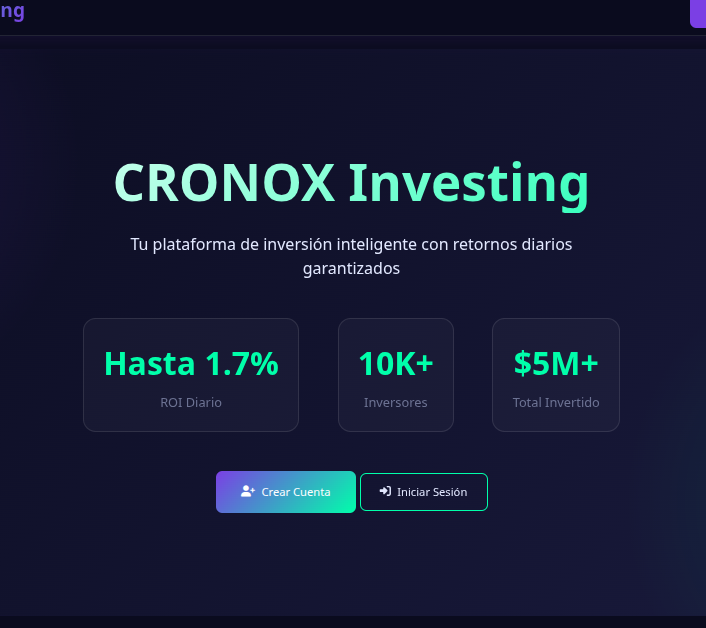 ng
CRONOX Investing
Tu plataforma de inversión inteligente con retornos diarios
garantizados
Hasta 1.7%
ROI Diario
10K+
Inversores
$5M+
Total Invertido
Crear Cuenta
Iniciar Sesión